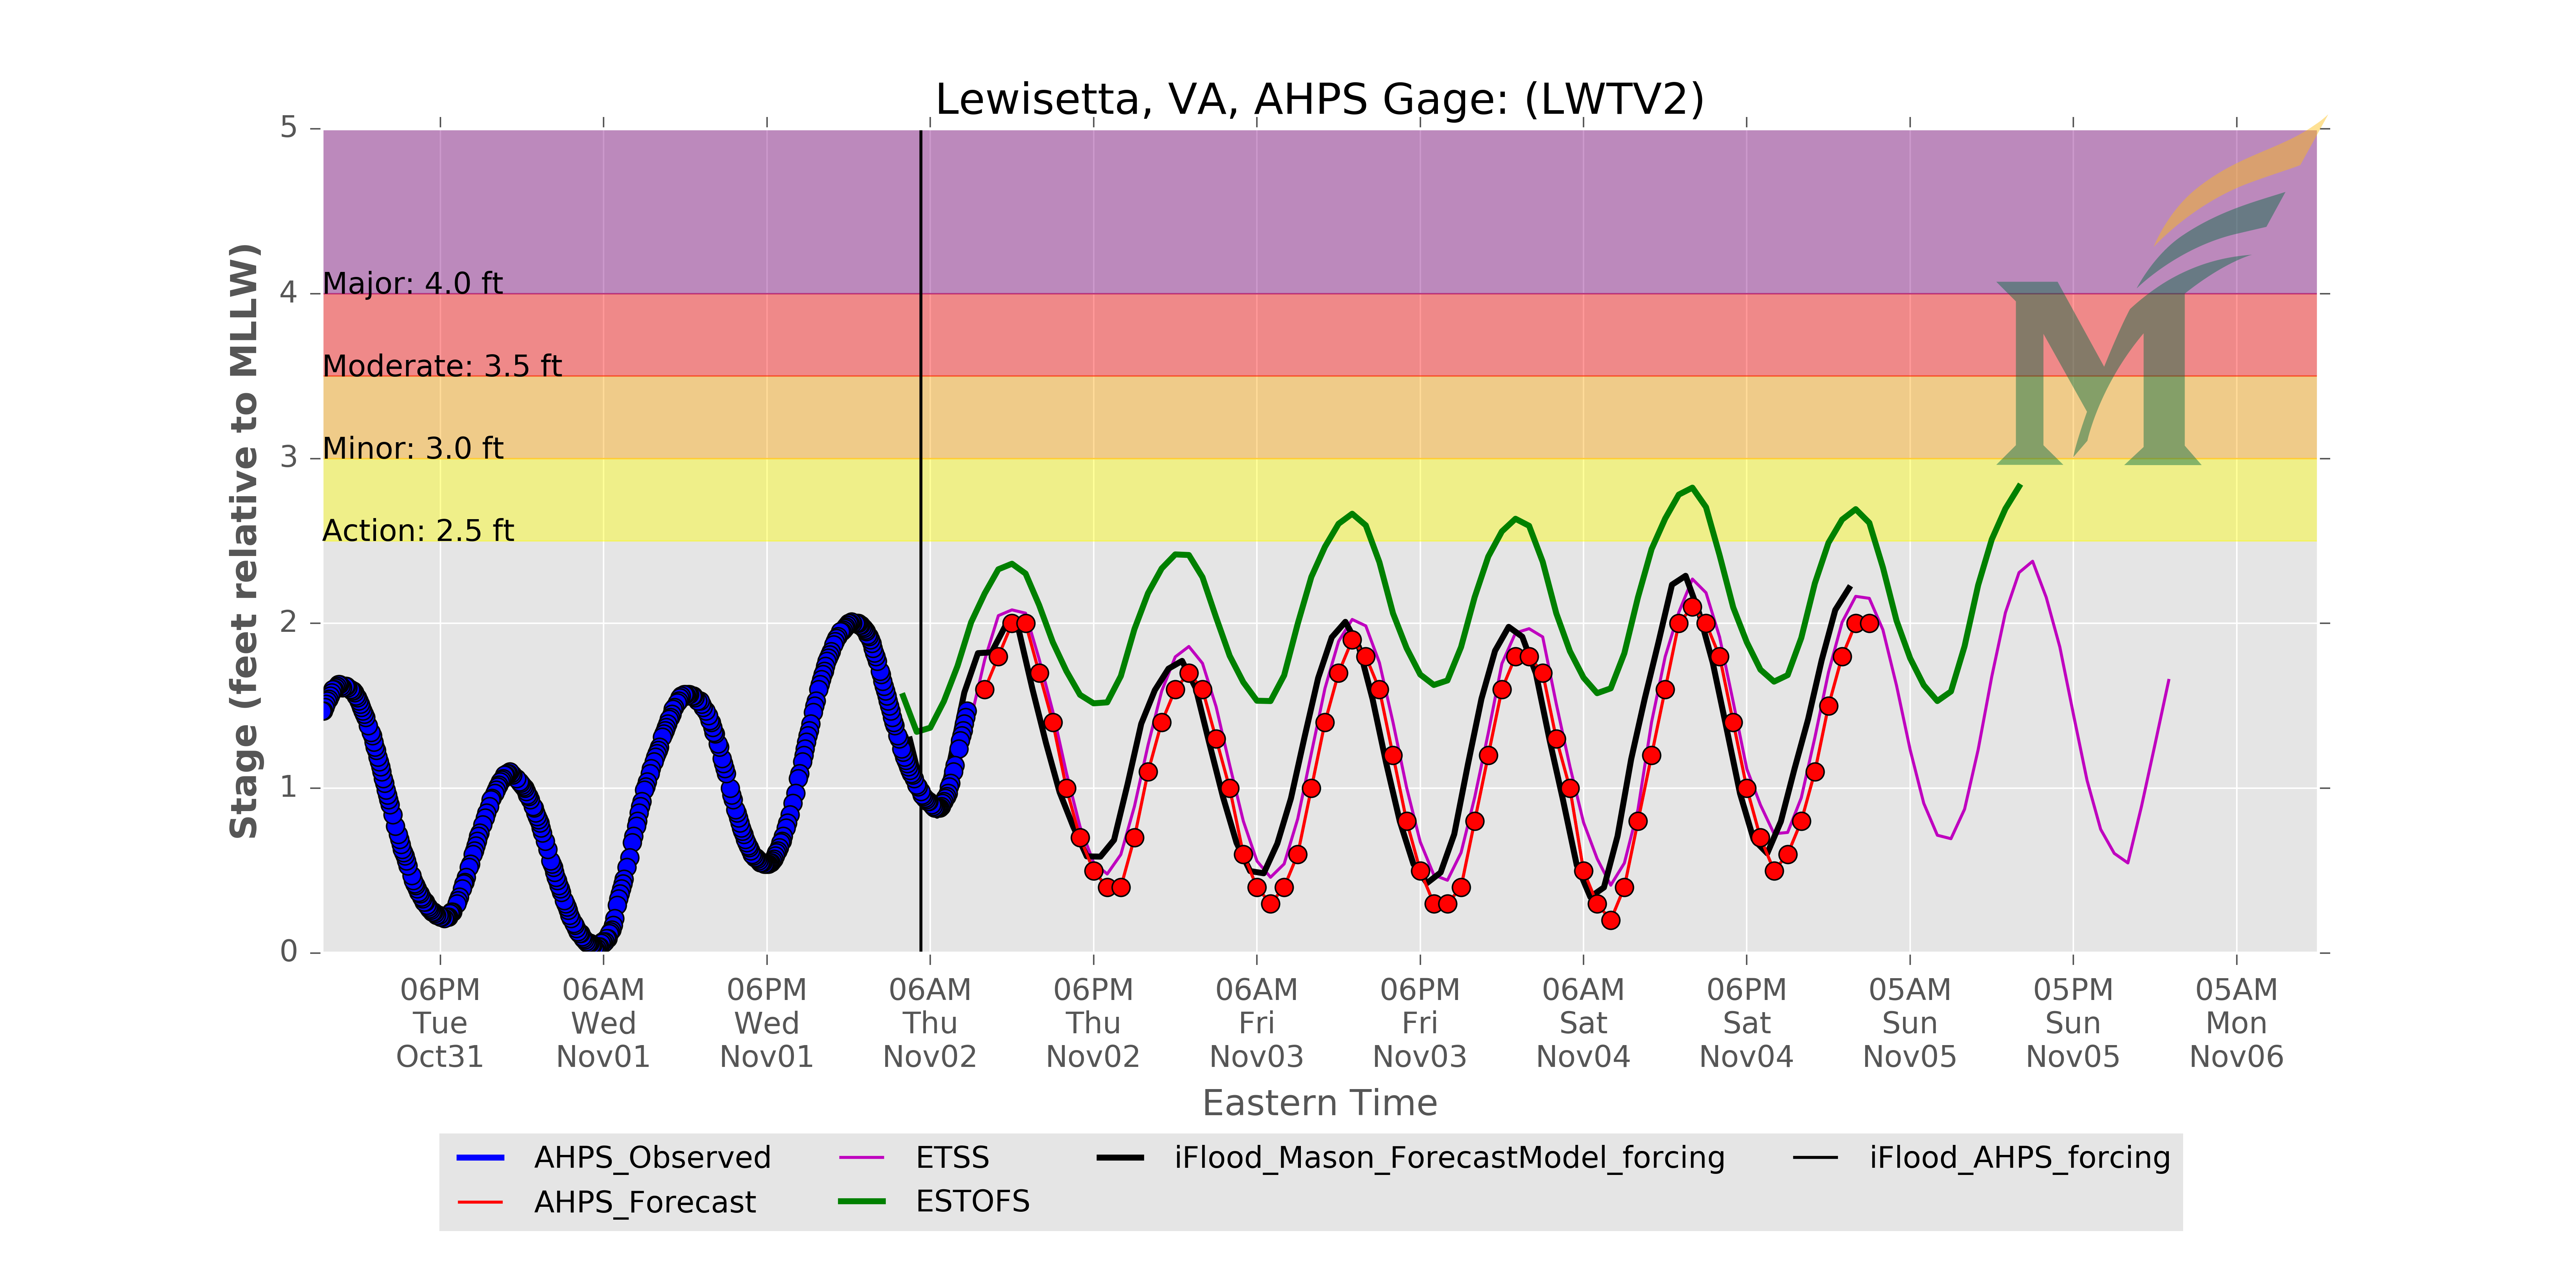 Lewisetta, VA, AHPS Gage: (LWTV2)
Stage (feet relative to MLLW)
5
4
3
2
1
0
Major: 4.0 ft
Moderate: 3.5 ft
Minor: 3.0 ft
Action: 2.5 ft
06PM 06AM 06PM 06AM 06PM 06AM 06PM 06AM 06PM 05AM 05PM 05AM
Tue Wed Wed Thu Thu Fri Fri Sat Sat Sun Sun Mon
Oct31 Nov01 Nov01 Nov02 Nov02 Nov03 Nov03 Nov04 Nov04 Nov05 Nov05 Nov06
Eastern Time
AHPS_Observed ETSS iFlood_Mason_ForecastModel_forcing iFlood_AHPS_forcing
AHPS_Forecast ESTOFS